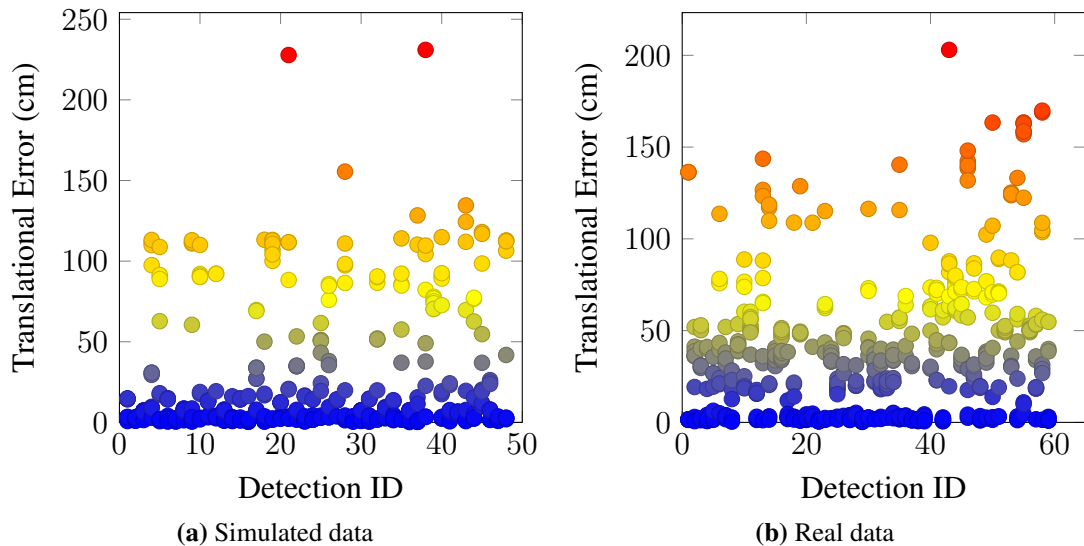 Translational Error (cm)
250
200
150
100
50
0
0 10 20 30 40 50
Detection ID
(a) Simulated data
Translational Error (cm)
200
150
100
50
0
0 20 40 60
Detection ID
(b) Real data